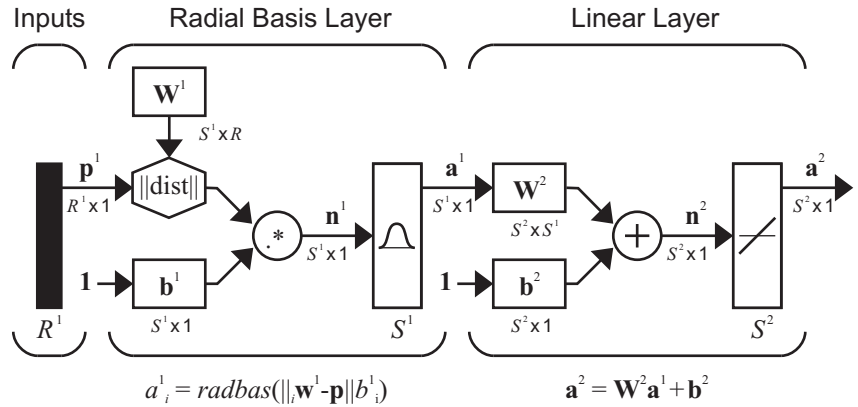 Inputs Radial Basis Layer Linear Layer
W¹
S¹ x R
p¹ a¹ a²
||dist|| W²
R¹ x 1 S¹ x 1 S² x 1
n¹ S² x S¹ n²
.* +
S¹ x 1 S² x 1
1 b¹ 1 b²
S¹ x 1 S² x 1
R¹ S¹ S²
a¹ᵢ = radbas(||ᵢw¹-p||b¹ᵢ) a² = W²a¹+b²